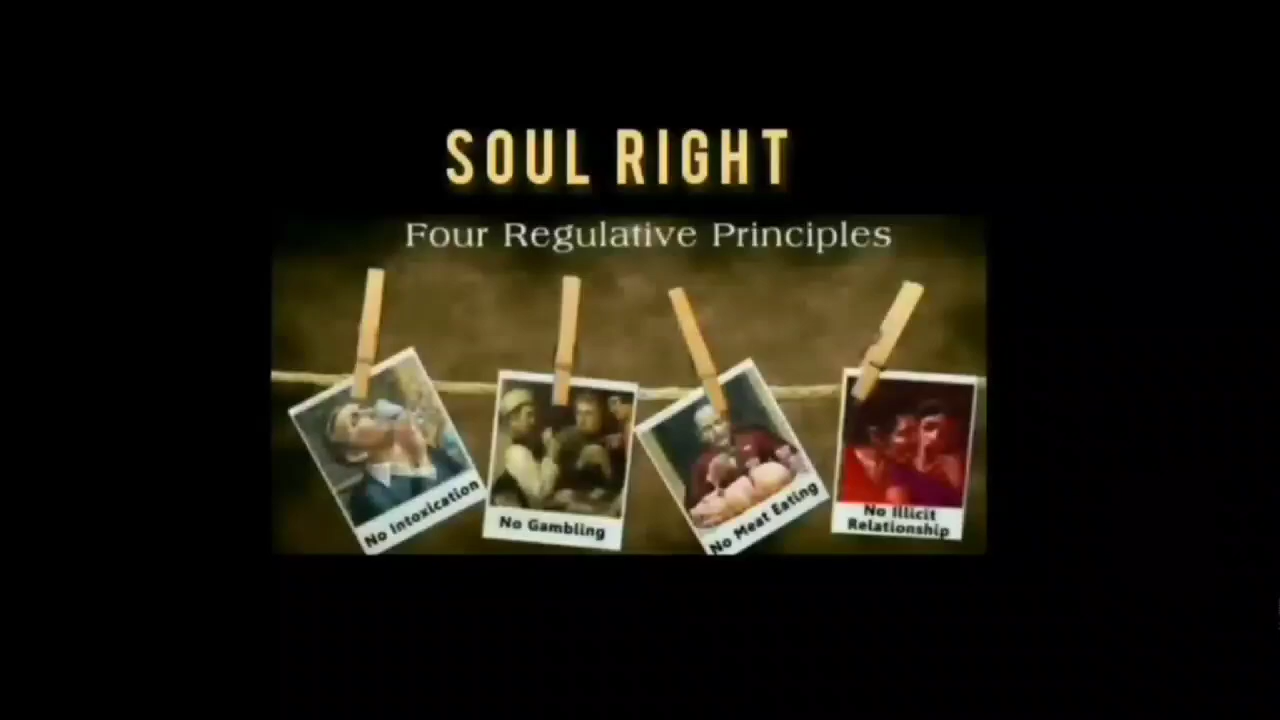 SOUL RIGHT
Four Regulative Principles
No Intoxication
No Gambling
No Meat Eating
No Illicit
Relationship